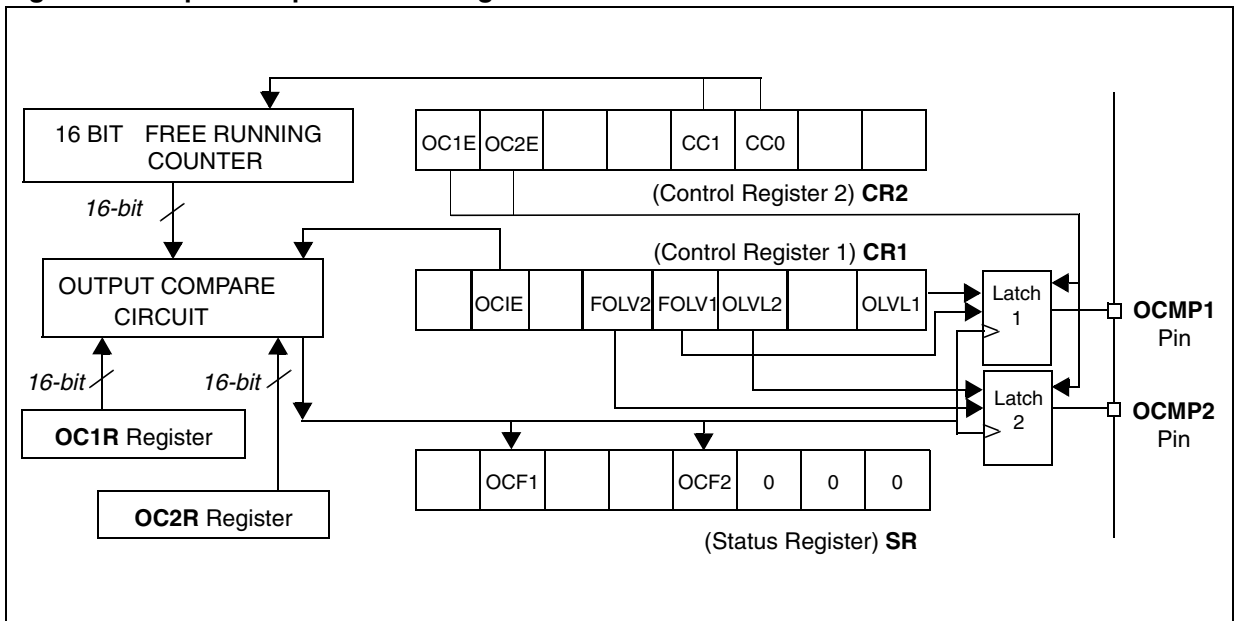 16 BIT FREE RUNNING
COUNTER
OC1E OC2E CC1 CC0
(Control Register 2) CR2
16-bit
(Control Register 1) CR1
OUTPUT COMPARE
CIRCUIT
OCIE FOLV2 FOLV1 OLVL2 OLVL1
Latch
1
OCMP1
Pin
16-bit 16-bit
Latch
2
OCMP2
Pin
OC1R Register
OCF1 OCF2 0 0 0
OC2R Register
(Status Register) SR